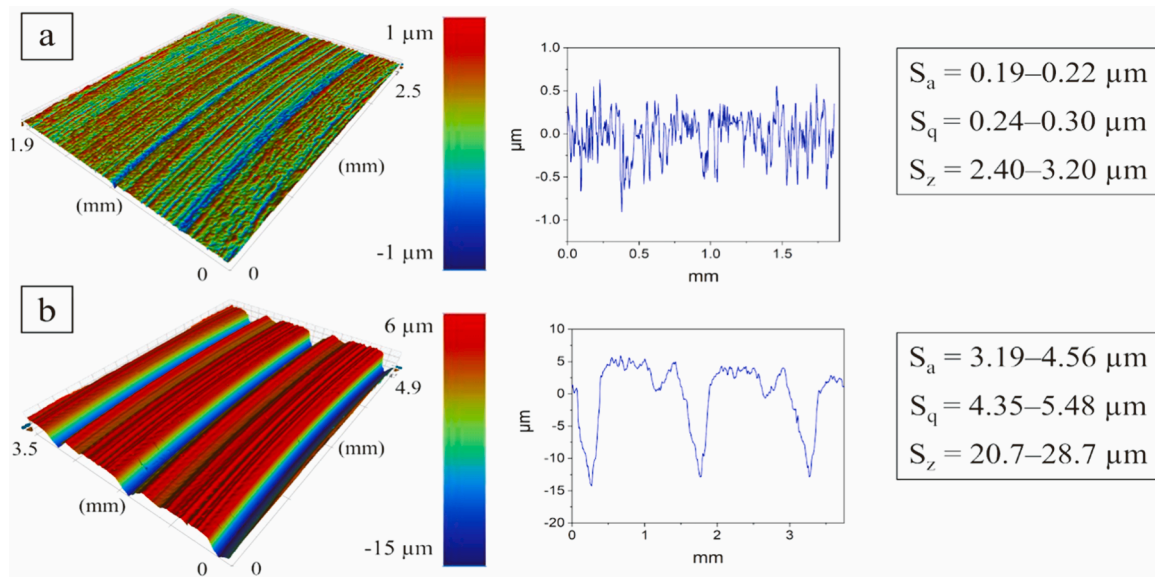 a
1 µm
-1 µm
1.9
(mm)
0
0
(mm)
2.5
1.0
0.5
0.0
-0.5
-1.0
µm
0.0 0.5 1.0 1.5
mm
Sa = 0.19–0.22 µm
Sq = 0.24–0.30 µm
Sz = 2.40–3.20 µm
b
6 µm
-15 µm
3.5
(mm)
0
0
(mm)
4.9
10
5
0
-5
-10
-15
-20
µm
0 1 2 3
mm
Sa = 3.19–4.56 µm
Sq = 4.35–5.48 µm
Sz = 20.7–28.7 µm